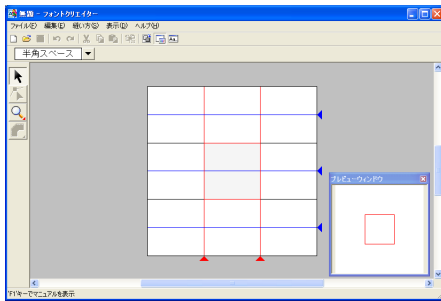 無題 - フォントクリエイター
ファイル(F) 編集(E) 縫い方(S) 表示(D) ヘルプ(H)
半角スペース
プレビューウィンドウ
'F1'キーでマニュアルを表示